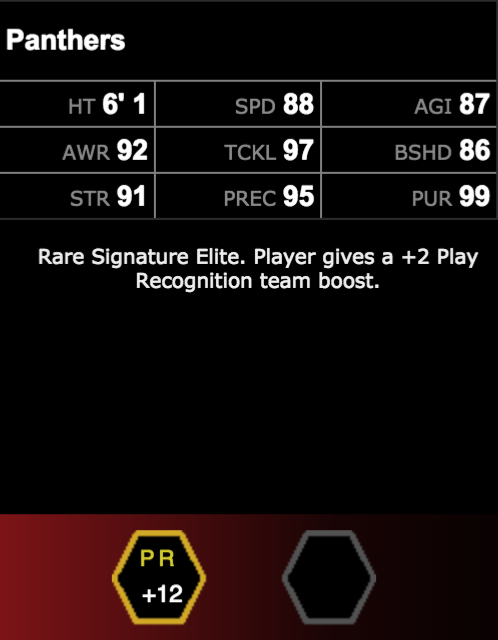 Panthers
HT 6' 1 SPD 88 AGI 87
AWR 92 TCKL 97 BSHD 86
STR 91 PREC 95 PUR 99
Rare Signature Elite. Player gives a +2 Play
Recognition team boost.
PR
+12